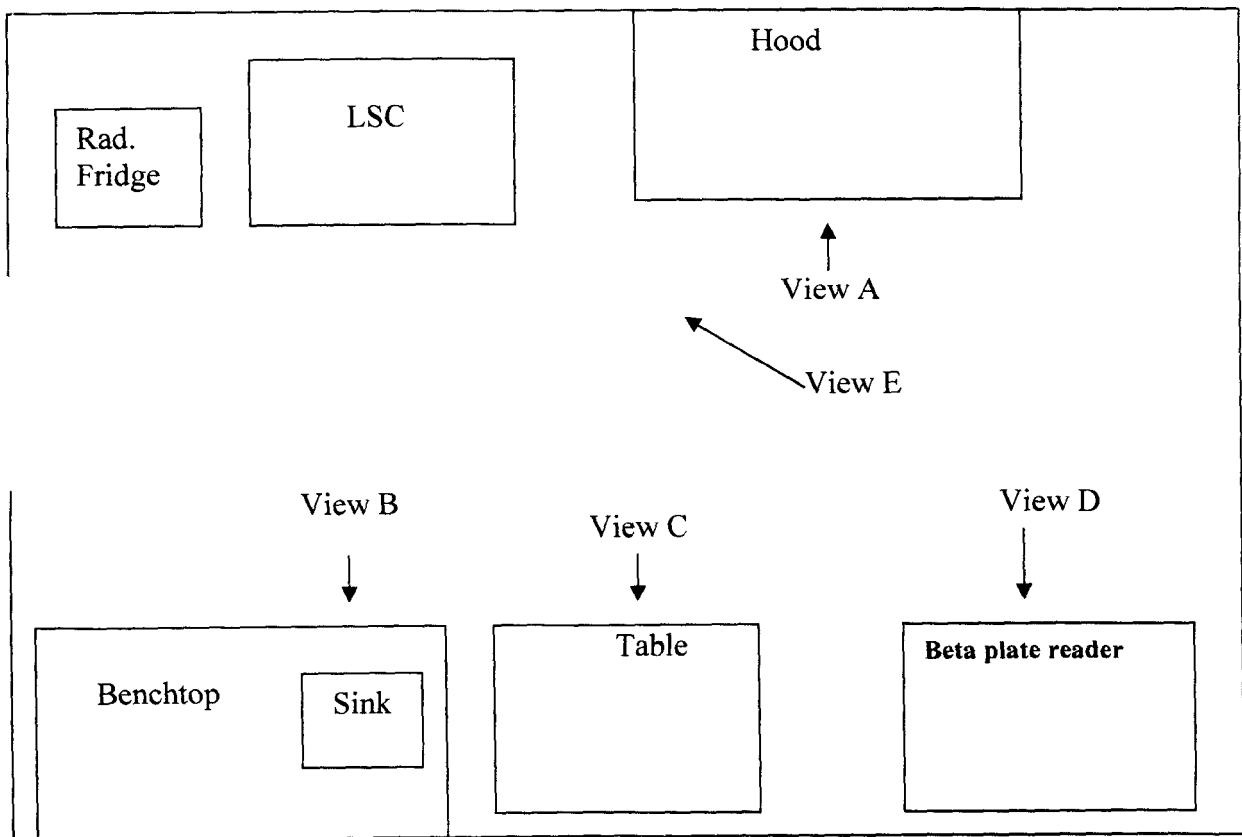 Hood
LSC
Rad.
Fridge
View A
View E
View B
View C
View D
Table
Beta plate reader
Benchtop
Sink